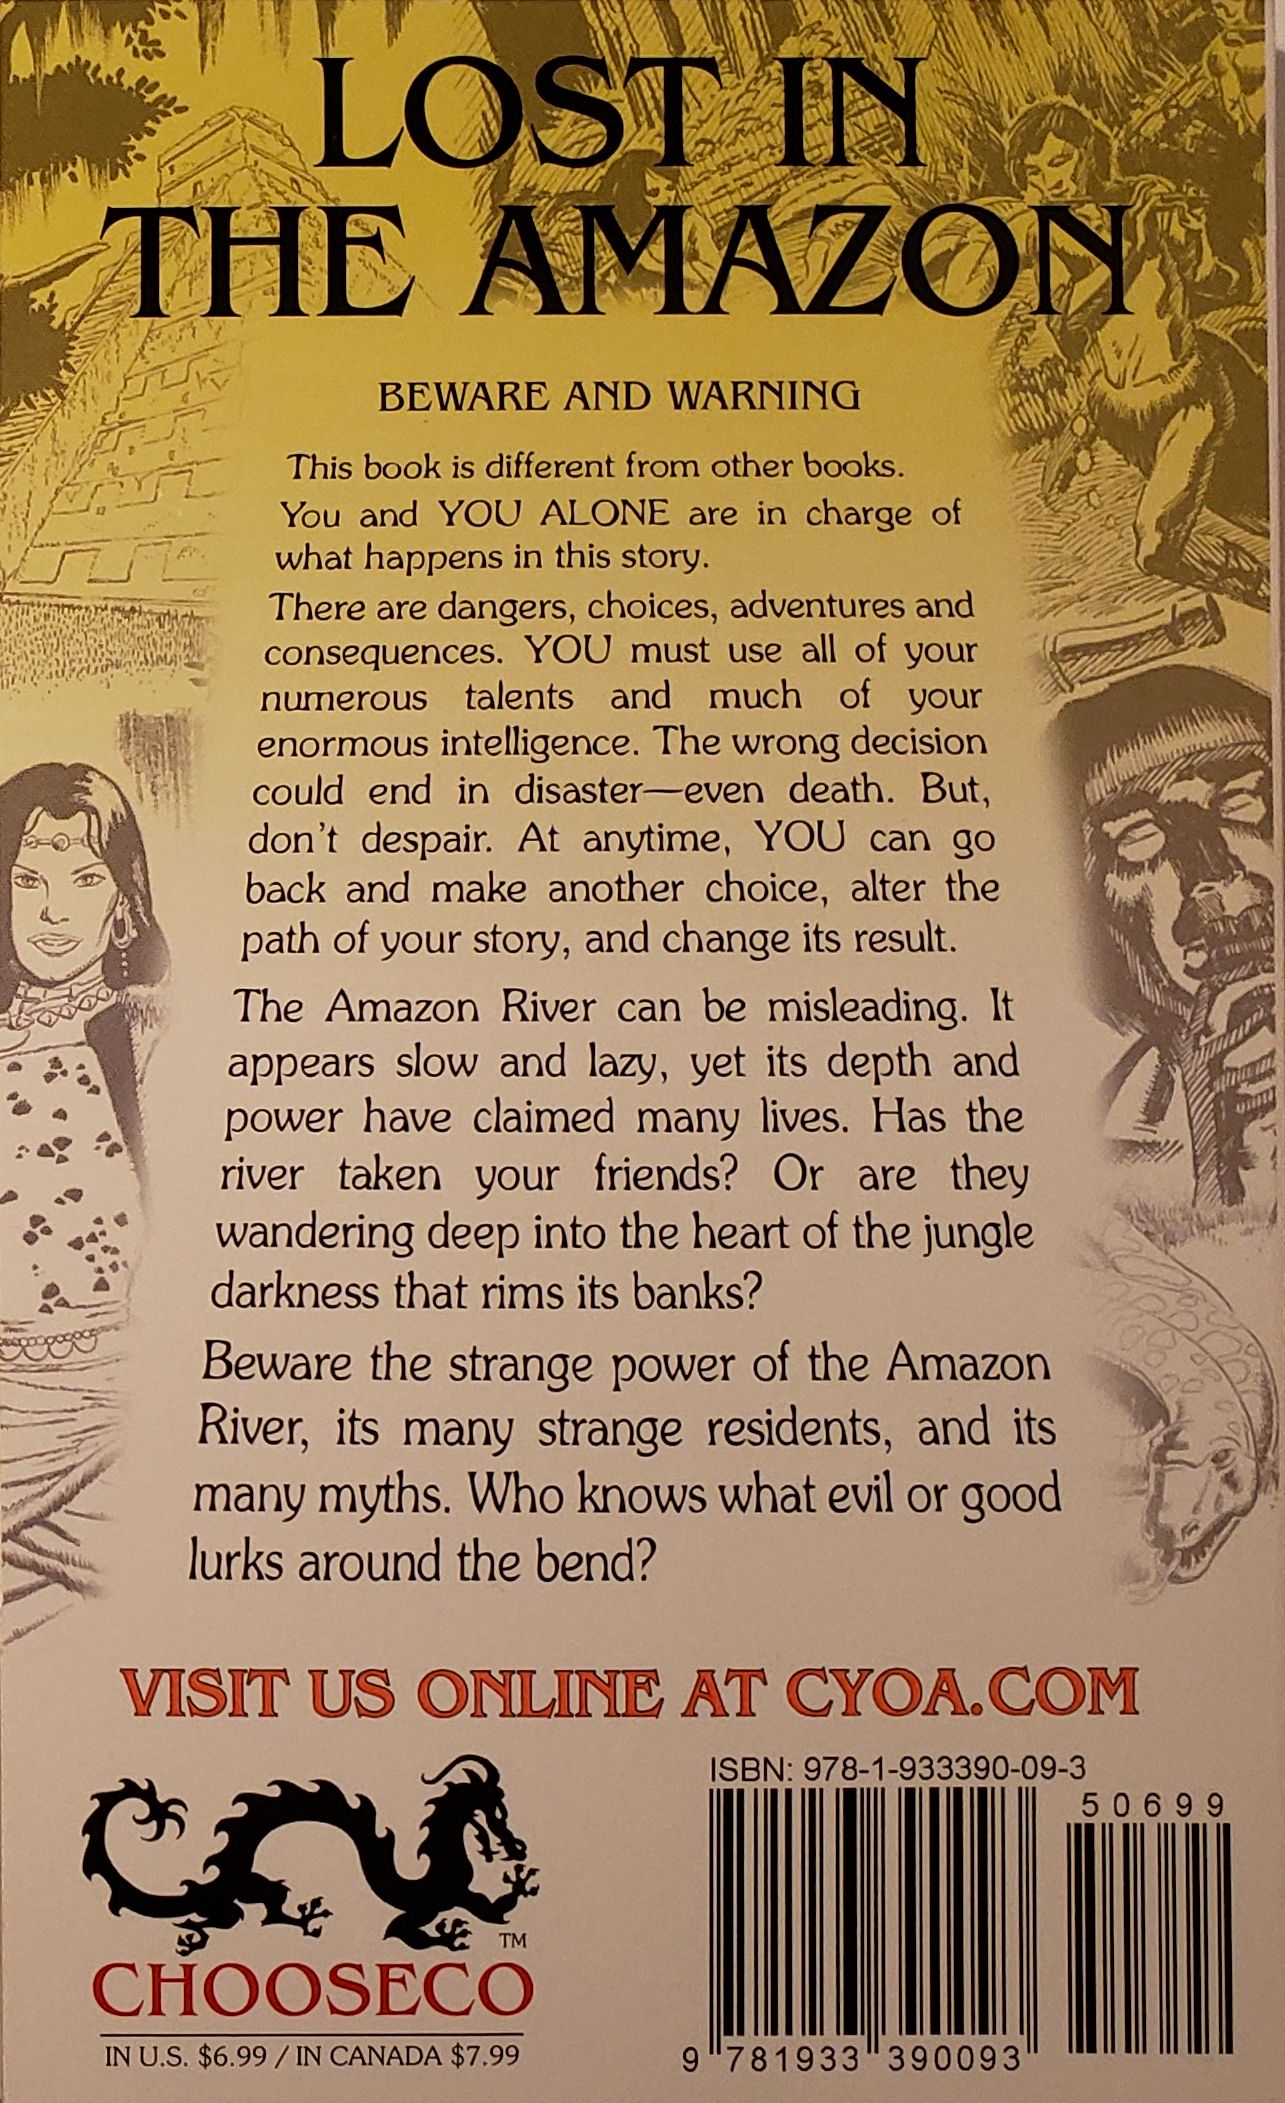 LOST IN
THE AMAZON
BEWARE AND WARNING
This book is different from other books.
You and YOU ALONE are in charge of
what happens in this story.
There are dangers, choices, adventures and
consequences. YOU must use all of your
numerous talents and much of your
enormous intelligence. The wrong decision
could end in disaster—even death. But,
don't despair. At anytime, YOU can go
back and make another choice, alter the
path of your story, and change its result.
The Amazon River can be misleading. It
appears slow and lazy, yet its depth and
power have claimed many lives. Has the
river taken your friends? Or are they
wandering deep into the heart of the jungle
darkness that rims its banks?
Beware the strange power of the Amazon
River, its many strange residents, and its
many myths. Who knows what evil or good
lurks around the bend?
VISIT US ONLINE AT CYOA.COM
TM
CHOOSECO
IN U.S. $6.99 / IN CANADA $7.99
ISBN: 978-1-933390-09-3
50699
9 781933 390093